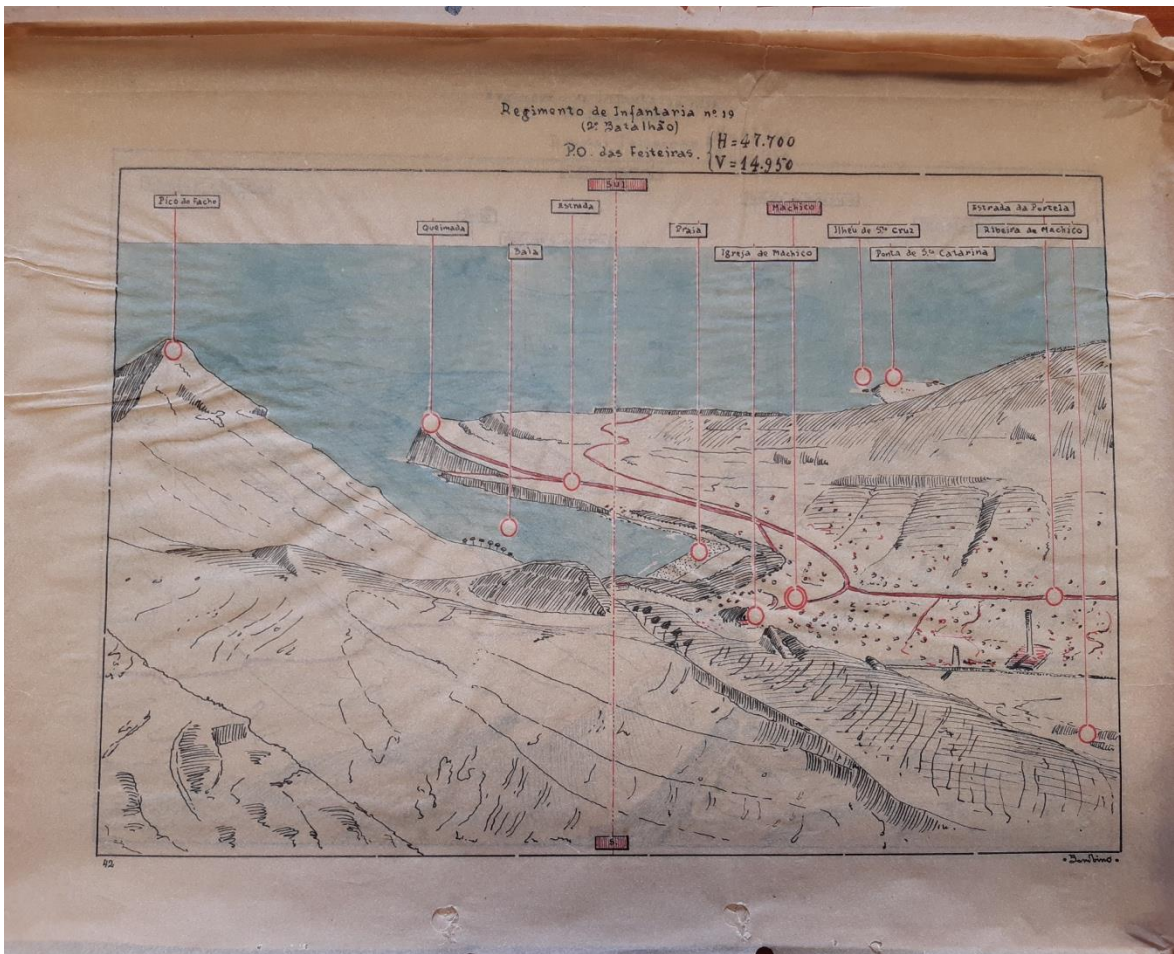 Regimento de Infantaria nº 19
(2º Batalhão)
P.O. das Feiteiras.
H = 47.700
V = 14.950
Sul
Pico do Facho
Estrada
Machico
Estrada da Portela
Queimada
Praia
Ilhéu de Sta Cruz
Ribeira de Machico
Baía
Igreja de Machico
Ponta de Sta Catarina
S
42